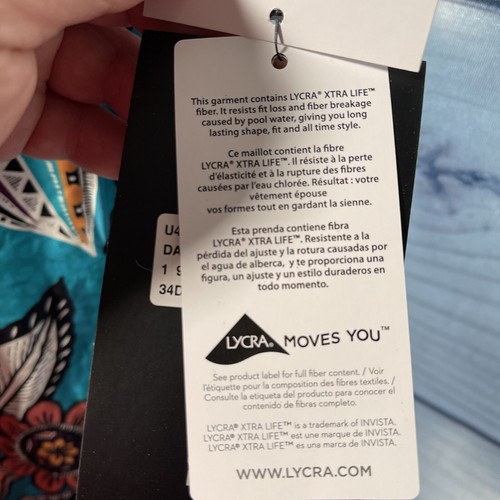 This garment contains LYCRA® XTRA LIFE™
fiber. It resists fit loss and fiber breakage
caused by pool water, giving you long
lasting shape, fit and all time style.
Ce maillot contient la fibre
LYCRA® XTRA LIFE™. Il résiste à la perte
d'élasticité et à la rupture des fibres
causées par l'eau chlorée. Résultat : votre
vêtement épouse
vos formes tout en gardant la sienne.
Esta prenda contiene fibra
LYCRA® XTRA LIFE™. Resistente a la
pérdida del ajuste y la rotura causadas por
el agua de alberca, y te proporciona una
figura, un ajuste y un estilo duraderos en
todo momento.
LYCRA® MOVES YOU™
See product label for full fiber content. / Voir
l'étiquette pour la composition des fibres textiles. /
Consulte la etiqueta del producto para conocer el
contenido de fibras completo.
LYCRA® XTRA LIFE™ is a trademark of INVISTA.
LYCRA® XTRA LIFE™ est une marque de INVISTA.
LYCRA® XTRA LIFE™ es una marca de INVISTA.
WWW.LYCRA.COM
U4
DA
1 9
34D